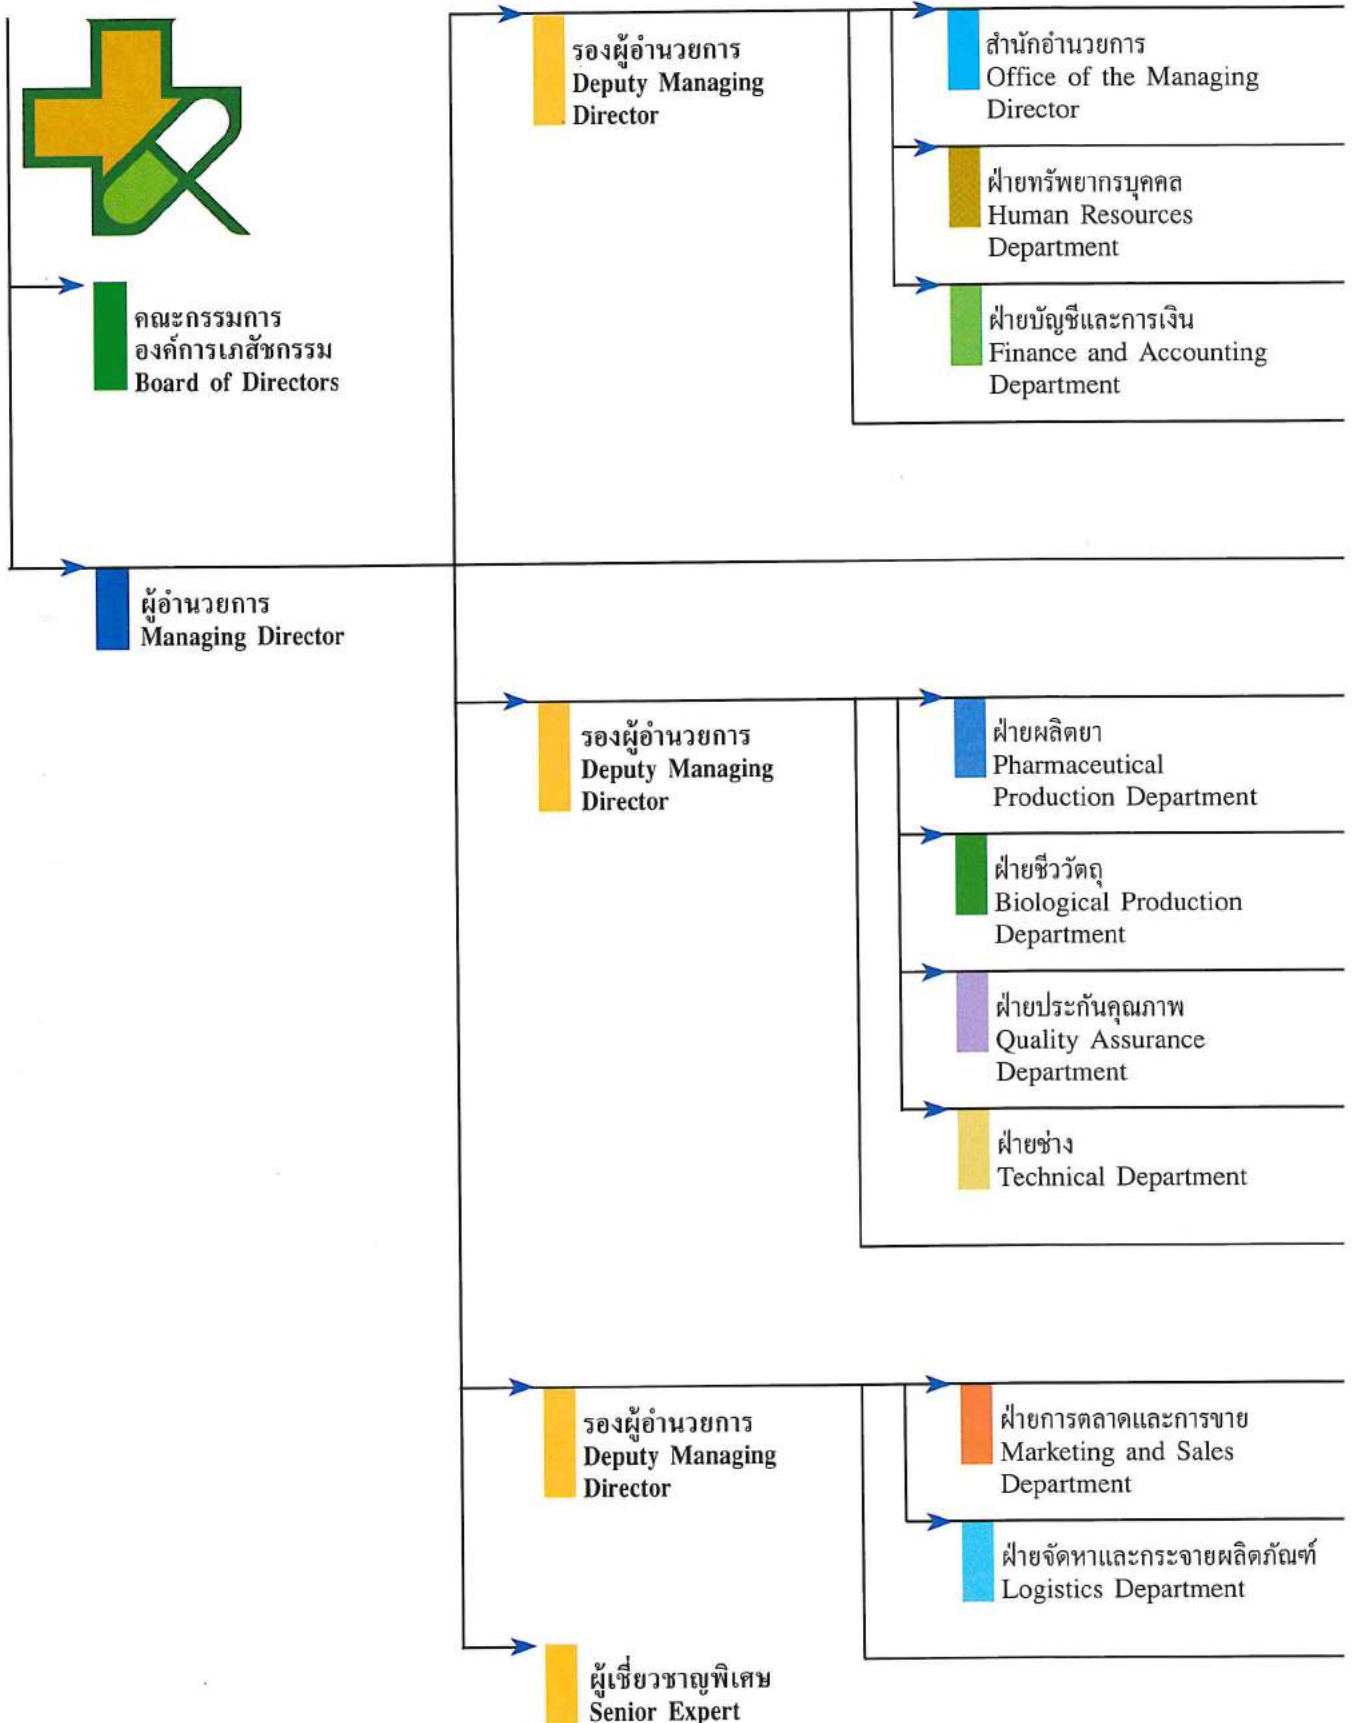 คณะกรรมการ
องค์การเภสัชกรรม
Board of Directors
ผู้อำนวยการ
Managing Director
รองผู้อำนวยการ
Deputy Managing
Director
สำนักอำนวยการ
Office of the Managing
Director
ฝ่ายทรัพยากรบุคคล
Human Resources
Department
ฝ่ายบัญชีและการเงิน
Finance and Accounting
Department
รองผู้อำนวยการ
Deputy Managing
Director
ฝ่ายผลิตยา
Pharmaceutical
Production Department
ฝ่ายชีววัตถุ
Biological Production
Department
ฝ่ายประกันคุณภาพ
Quality Assurance
Department
ฝ่ายช่าง
Technical Department
รองผู้อำนวยการ
Deputy Managing
Director
ฝ่ายการตลาดและการขาย
Marketing and Sales
Department
ฝ่ายจัดหาและกระจายผลิตภัณฑ์
Logistics Department
ผู้เชี่ยวชาญพิเศษ
Senior Expert